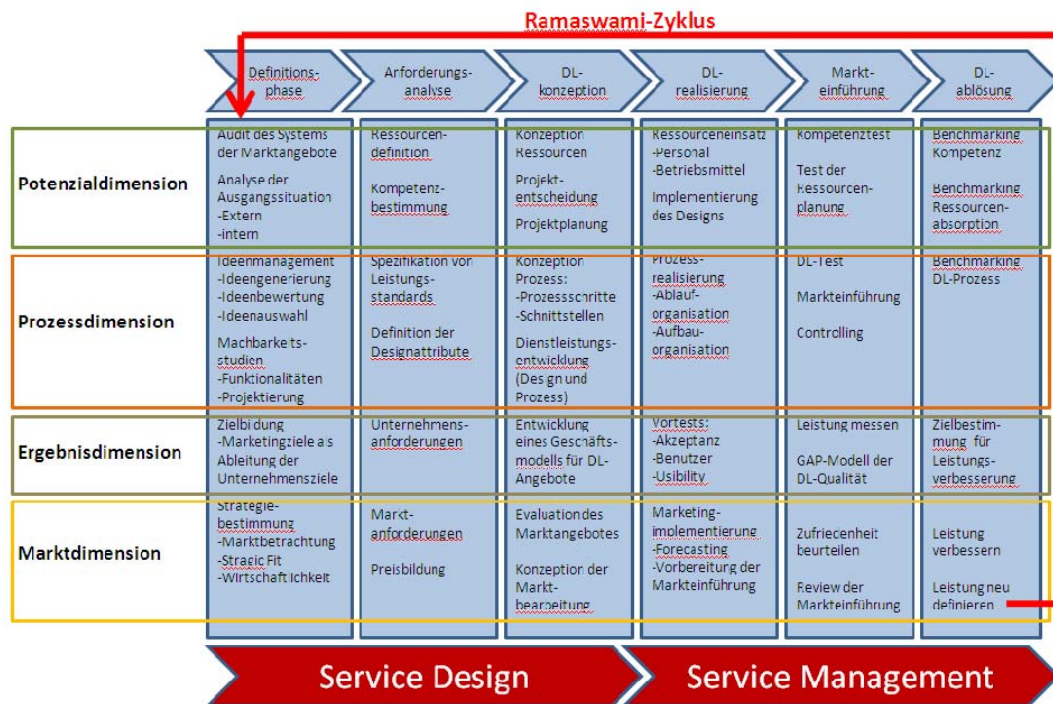 Ramaswami-Zyklus
Definitions-
phase
Anforderungs-
analyse
DL-
konzeption
DL-
realisierung
Markt-
einführung
DL-
ablösung
Potenzialdimension
Audit des Systems
der Marktangebote
Analyse der
Ausgangssituation
-Extern
-intern
Ressourcen-
definition
Kompetenz-
bestimmung
Konzeption
Ressourcen
Projekt-
entscheidung
Projektplanung
Ressourceneinsatz
-Personal
-Betriebsmittel
Implementierung
des Designs
Kompetenztest
Test der
Ressourcen-
planung
Benchmarking
Kompetenz
Benchmarking
Ressourcen-
absorption
Prozessdimension
Ideenmanagement
-Ideengenerierung
-Ideenbewertung
-Ideenauswahl
Machbarkeits-
studien
-Funktionalitäten
-Projektierung
Spezifikation von
Leistungs-
standards
Definition der
Designattribute
Konzeption
Prozess:
-Prozessschritte
-Schnittstellen
Dienstleistungs-
entwicklung
(Design und
Prozess)
Prozess-
realisierung
-Ablauf-
organisation
-Aufbau-
organisation
DL-Test
Markteinführung
Controlling
Benchmarking
DL-Prozess
Ergebnisdimension
Zielbildung
-Marketingziele als
Ableitung der
Unternehmensziele
Unternehmens-
anforderungen
Entwicklung
eines Geschäfts-
modells für DL-
Angebote
Vortests:
-Akzeptanz
-Benutzer
-Usibility
Leistung messen
GAP-Modell der
DL-Qualität
Zielbestim-
mung für
Leistungs-
verbesserung
Marktdimension
Strategie-
bestimmung
-Marktbetrachtung
-Stragic Fit
-Wirtschaftlichkeit
Markt-
anforderungen
Preisbildung
Evaluation des
Marktangebotes
Konzeption der
Markt-
bearbeitung
Marketing-
implementierung
-Forecasting
-Vorbereitung der
Markteinführung
Zufriecenheit
beurteilen
Review der
Markteinführung
Leistung
verbessern
Leistung neu
definieren
Service Design
Service Management